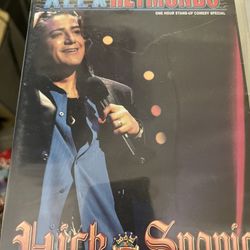 ALEX REYMUNDO
ONE HOUR STAND-UP COMEDY SPECIAL
Hick Spanic